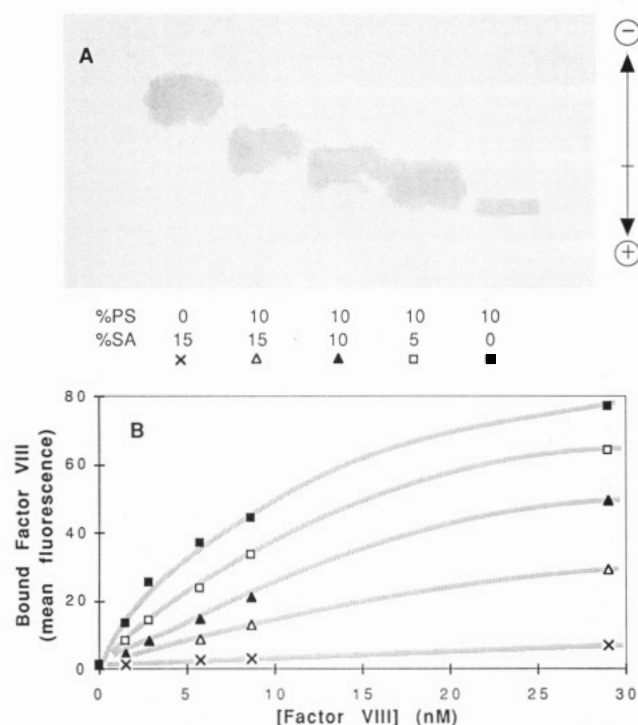 A
−
+
%PS 0 10 10 10 10
%SA 15 15 10 5 0
× △ ▲ □ ■
B
Bound Factor VIII
(mean fluorescence)
80
60
40
20
0
0 5 10 15 20 25 30
[Factor VIII] (nM)